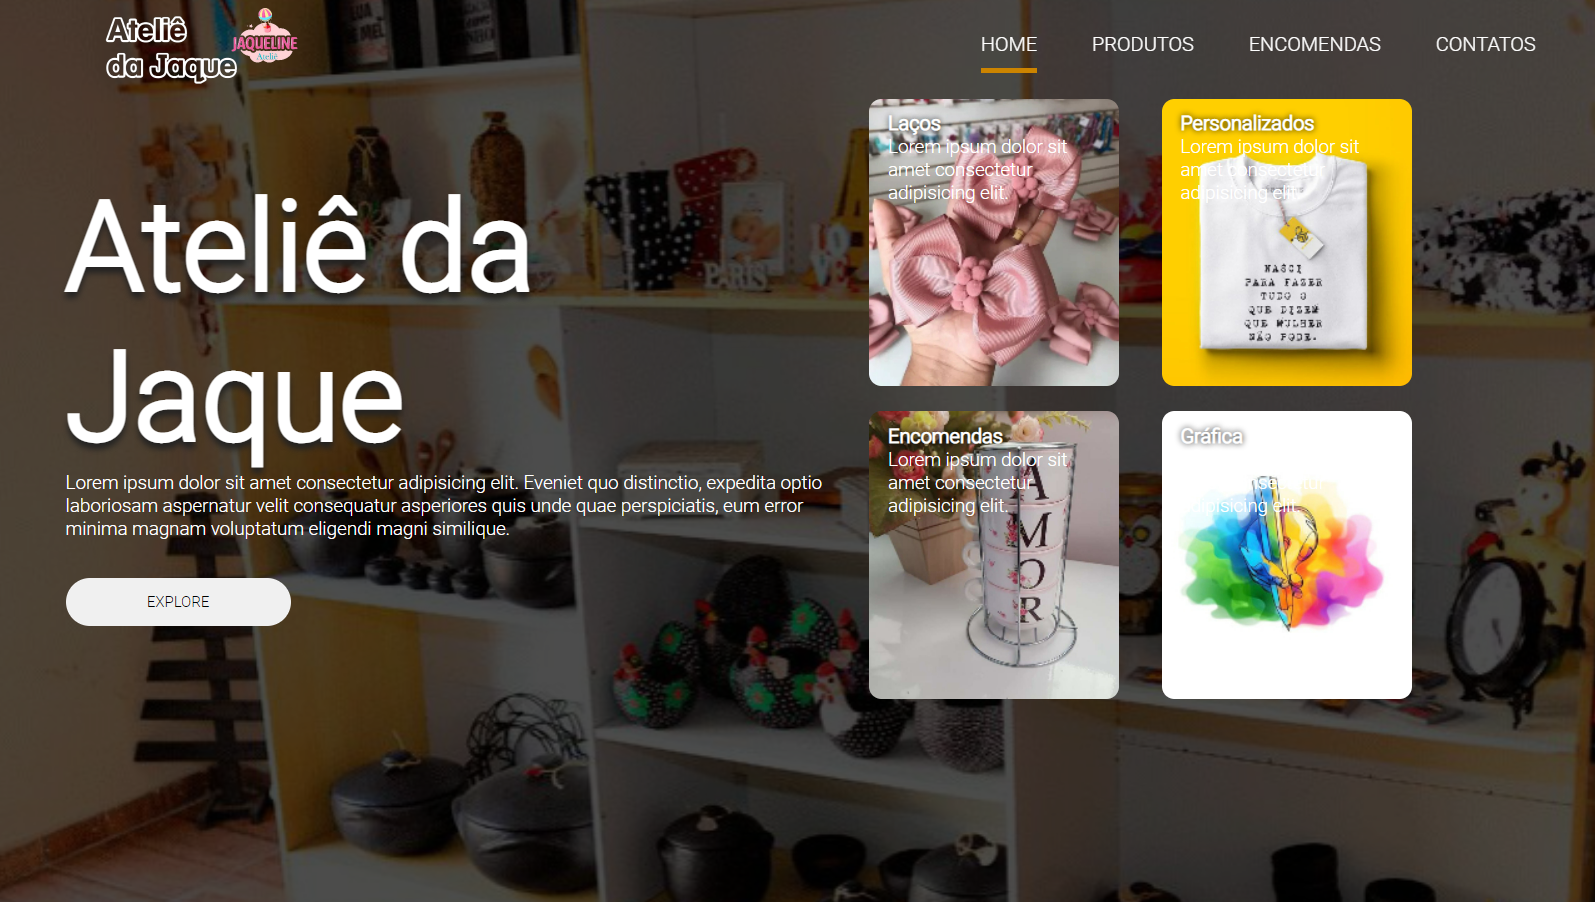 Ateliê
da Jaque
JAQUELINE
Ateliê
HOME PRODUTOS ENCOMENDAS CONTATOS
Ateliê da
Jaque
Lorem ipsum dolor sit amet consectetur adipisicing elit. Eveniet quo distinctio, expedita optio
laboriosam aspernatur velit consequatur asperiores quis unde quae perspiciatis, eum error
minima magnam voluptatum eligendi magni similique.
EXPLORE
Laços
Lorem ipsum dolor sit
amet consectetur
adipisicing elit.
Personalizados
Lorem ipsum dolor sit
amet consectetur
adipisicing elit.
NASCI
PARA FAZER
TUDO O
QUE DIZEM
QUE MULHER
NÃO PODE.
Encomendas
Lorem ipsum dolor sit
amet consectetur
adipisicing elit.
A
M
O
R
Gráfica
adipisicing elit.
PARIS